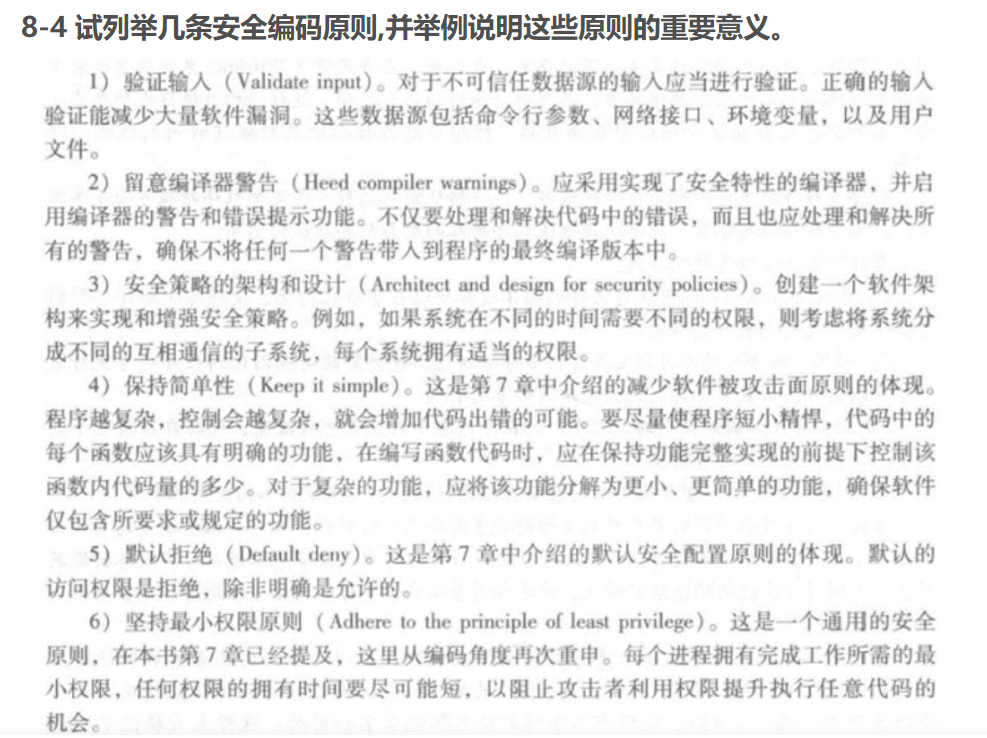 8-4 试列举几条安全编码原则,并举例说明这些原则的重要意义。
1）验证输入（Validate input）。对于不可信任数据源的输入应当进行验证。正确的输入
验证能减少大量软件漏洞。这些数据源包括命令行参数、网络接口、环境变量，以及用户
文件。
2）留意编译器警告（Heed compiler warnings）。应采用实现了安全特性的编译器，并启
用编译器的警告和错误提示功能。不仅要处理和解决代码中的错误，而且也应处理和解决所
有的警告，确保不将任何一个警告带入到程序的最终编译版本中。
3）安全策略的架构和设计（Architect and design for security policies）。创建一个软件架
构来实现和增强安全策略。例如，如果系统在不同的时间需要不同的权限，则考虑将系统分
成不同的互相通信的子系统，每个系统拥有适当的权限。
4）保持简单性（Keep it simple）。这是第 7 章中介绍的减少软件被攻击面原则的体现。
程序越复杂，控制会越复杂，就会增加代码出错的可能。要尽量使程序短小精悍，代码中的
每个函数应该具有明确的功能，在编写函数代码时，应在保持功能完整实现的前提下控制该
函数内代码量的多少。对于复杂的功能，应将该功能分解为更小、更简单的功能，确保软件
仅包含所要求或规定的功能。
5）默认拒绝（Default deny）。这是第 7 章中介绍的默认安全配置原则的体现。默认的
访问权限是拒绝，除非明确是允许的。
6）坚持最小权限原则（Adhere to the principle of least privilege）。这是一个通用的安全
原则，在本书第 7 章已经提及，这里从编码角度再次重申。每个进程拥有完成工作所需的最
小权限，任何权限的拥有时间要尽可能短，以阻止攻击者利用权限提升执行任意代码的
机会。